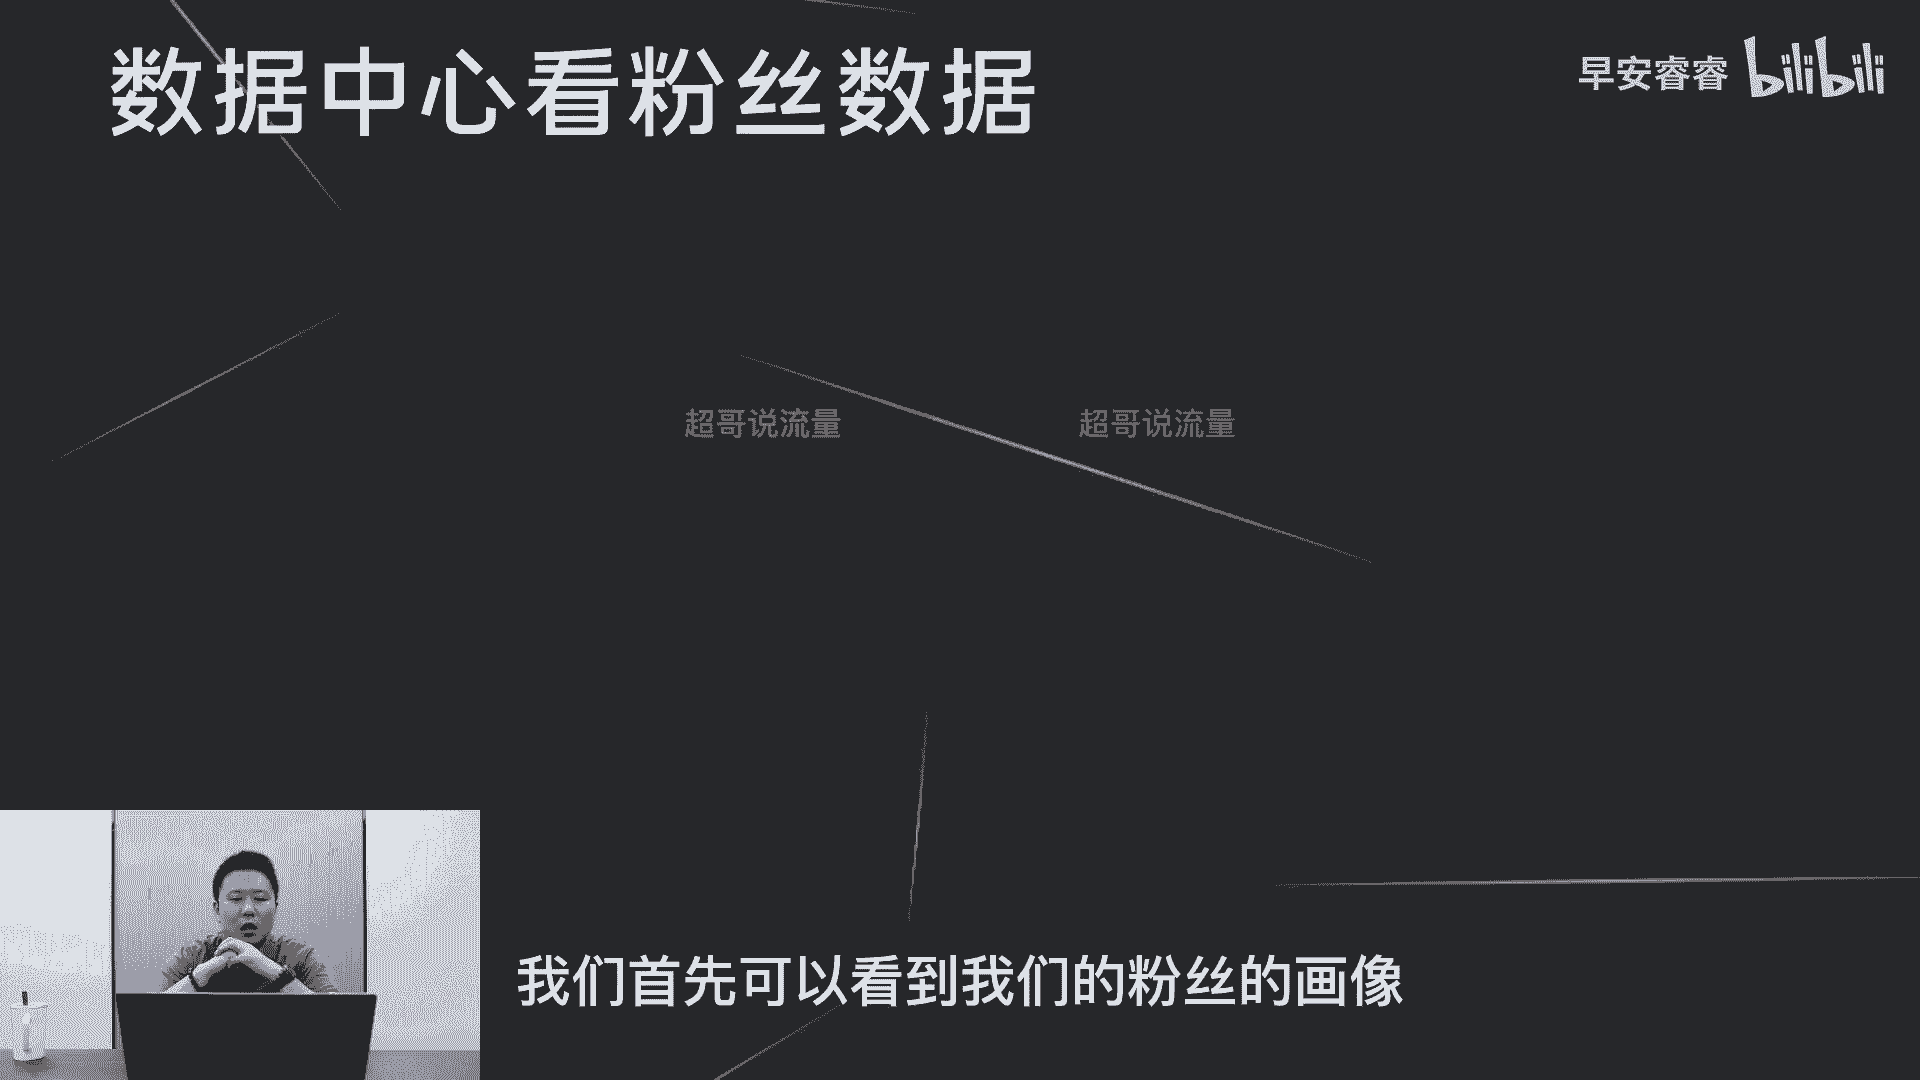 数据中心看粉丝数据
早安睿睿 bilibili
超哥说流量 超哥说流量
我们首先可以看到我们的粉丝的画像